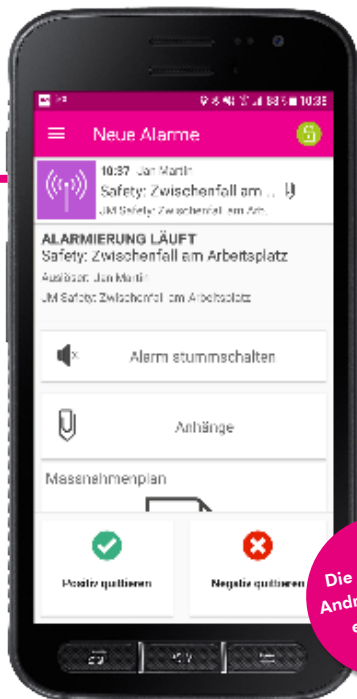 10:38
Neue Alarme
10:37 Jan Martin
Safety: Zwischenfall am ...
JM Safety: Zwischenfall am Arb.
ALARMIERUNG LÄUFT
Safety: Zwischenfall am Arbeitsplatz
Auslöser: Jan Martin
JM Safety: Zwischenfall am Arbeitsplatz
Alarm stummschalten
Anhänge
Massnahmenplan
Positiv quittieren
Negativ quittieren
Die
Andr
e